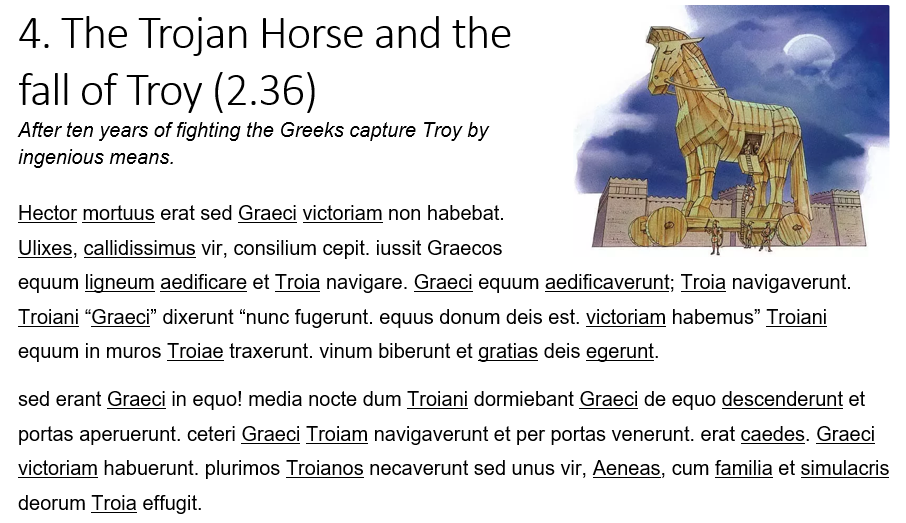 4. The Trojan Horse and the
fall of Troy (2.36)
After ten years of fighting the Greeks capture Troy by
ingenious means.
Hector mortuus erat sed Graeci victoriam non habebat.
Ulixes, callidissimus vir, consilium cepit. iussit Graecos
equum ligneum aedificare et Troia navigare. Graeci equum aedificaverunt; Troia navigaverunt.
Troiani “Graeci” dixerunt “nunc fugerunt. equus donum deis est. victoriam habemus” Troiani
equum in muros Troiae traxerunt. vinum biberunt et gratias deis egerunt.
sed erant Graeci in equo! media nocte dum Troiani dormiebant Graeci de equo descenderunt et
portas aperuerunt. ceteri Graeci Troiam navigaverunt et per portas venerunt. erat caedes. Graeci
victoriam habuerunt. plurimos Troianos necaverunt sed unus vir, Aeneas, cum familia et simulacris
deorum Troia effugit.